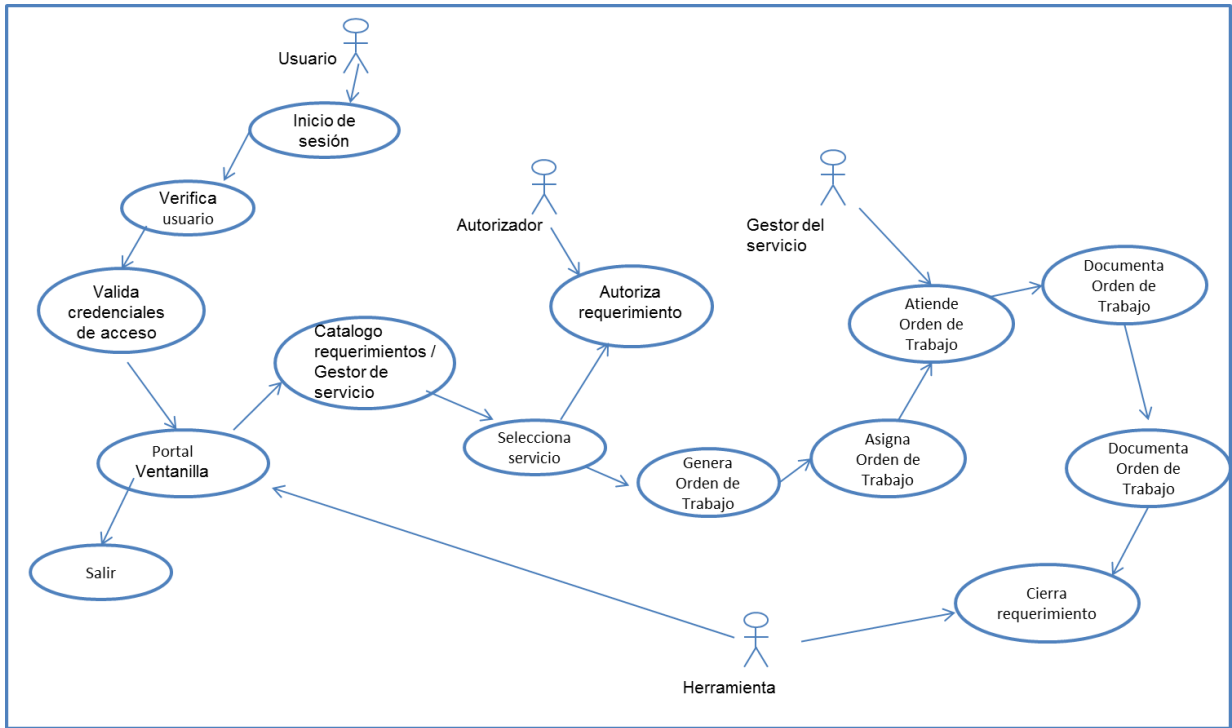 Usuario
Inicio de
sesión
Verifica
usuario
Autorizador
Gestor del
servicio
Valida
credenciales
de acceso
Autoriza
requerimiento
Atiende
Orden de
Trabajo
Documenta
Orden de
Trabajo
Catalogo
requerimientos /
Gestor de
servicio
Portal
Ventanilla
Selecciona
servicio
Genera
Orden de
Trabajo
Asigna
Orden de
Trabajo
Documenta
Orden de
Trabajo
Salir
Cierra
requerimiento
Herramienta